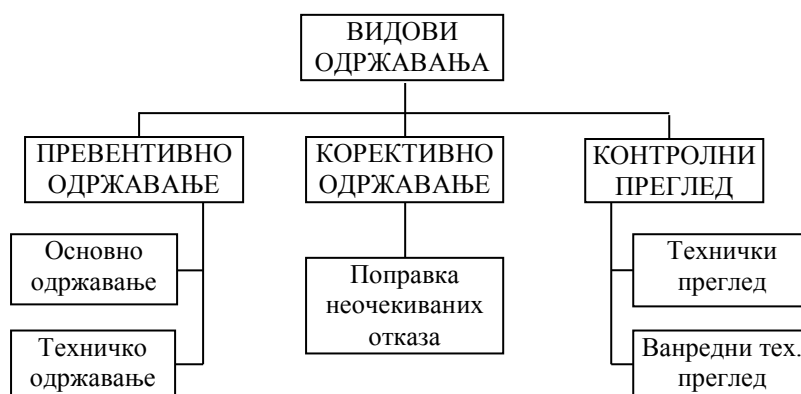 ВИДОВИ
ОДРЖАВАЊА
ПРЕВЕНТИВНО
ОДРЖАВАЊЕ
КОРЕКТИВНО
ОДРЖАВАЊЕ
КОНТРОЛНИ
ПРЕГЛЕД
Основно
одржавање
Техничко
одржавање
Поправка
неочекиваних
отказа
Технички
преглед
Ванредни тех.
преглед